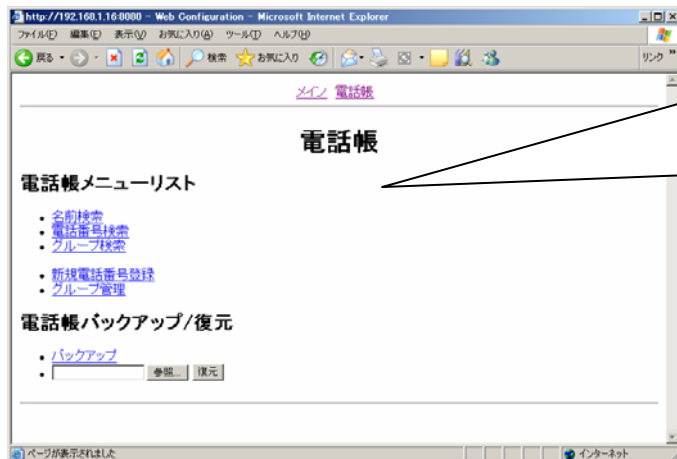 http://192.168.1.16:8080 - Web Configuration - Microsoft Internet Explorer
ファイル(F) 編集(E) 表示(V) お気に入り(A) ツール(T) ヘルプ(H)
戻る 検索 お気に入り リンク »
メイン 電話帳
電話帳
電話帳メニューリスト
• 名前検索
• 電話番号検索
• グループ検索
• 新規電話番号登録
• グループ管理
電話帳バックアップ/復元
• バックアップ
• 参照... 復元
ページが表示されました インターネット